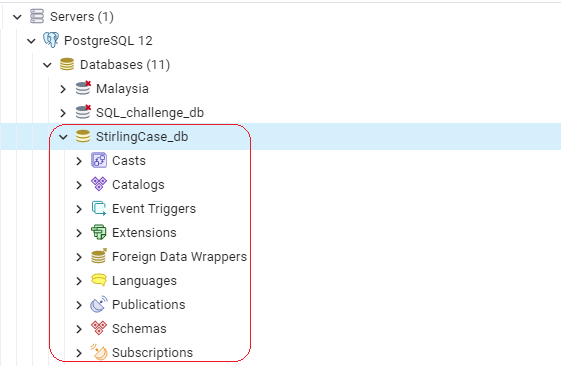 Servers (1)
PostgreSQL 12
Databases (11)
Malaysia
SQL_challenge_db
StirlingCase_db
Casts
Catalogs
Event Triggers
Extensions
Foreign Data Wrappers
Languages
Publications
Schemas
Subscriptions